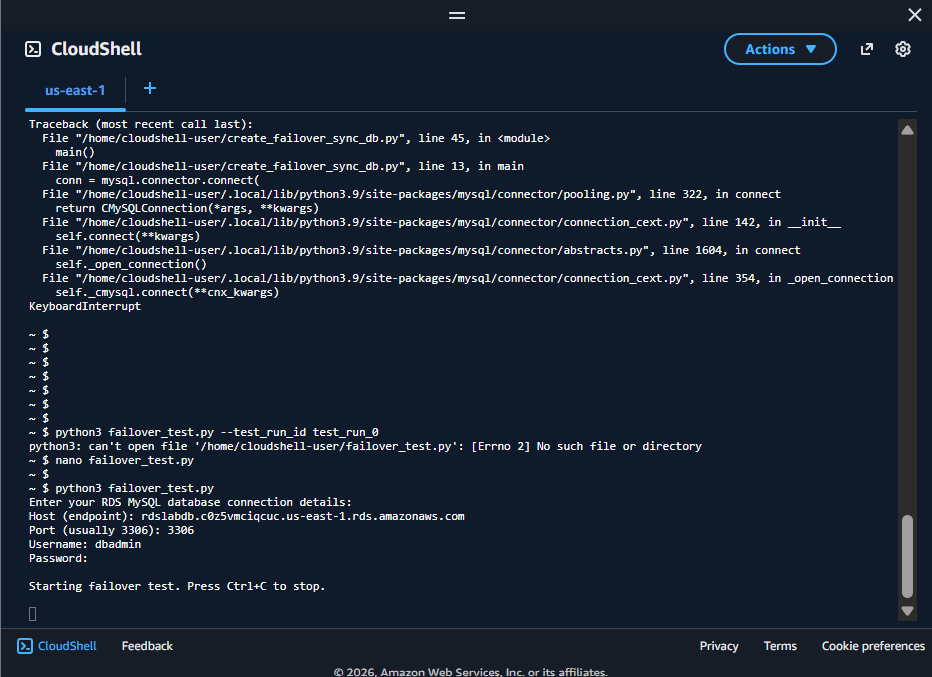 CloudShell
Actions
us-east-1
+
Traceback (most recent call last):
  File "/home/cloudshell-user/create_failover_sync_db.py", line 45, in <module>
    main()
  File "/home/cloudshell-user/create_failover_sync_db.py", line 13, in main
    conn = mysql.connector.connect(
  File "/home/cloudshell-user/.local/lib/python3.9/site-packages/mysql/connector/pooling.py", line 322, in connect
    return CMySQLConnection(*args, **kwargs)
  File "/home/cloudshell-user/.local/lib/python3.9/site-packages/mysql/connector/connection_cext.py", line 142, in __init__
    self.connect(**kwargs)
  File "/home/cloudshell-user/.local/lib/python3.9/site-packages/mysql/connector/abstracts.py", line 1604, in connect
    self._open_connection()
  File "/home/cloudshell-user/.local/lib/python3.9/site-packages/mysql/connector/connection_cext.py", line 354, in _open_connection
    self._cmysql.connect(**cnx_kwargs)
KeyboardInterrupt

~ $
~ $
~ $
~ $
~ $
~ $
~ $
~ $ python3 failover_test.py --test_run_id test_run_0
python3: can't open file '/home/cloudshell-user/failover_test.py': [Errno 2] No such file or directory
~ $ nano failover_test.py
~ $
~ $ python3 failover_test.py
Enter your RDS MySQL database connection details:
Host (endpoint): rdslabdb.c0z5vmciqcuc.us-east-1.rds.amazonaws.com
Port (usually 3306): 3306
Username: dbadmin
Password:

Starting failover test. Press Ctrl+C to stop.

CloudShell
Feedback
Privacy
Terms
Cookie preferences
© 2026, Amazon Web Services, Inc. or its affiliates.